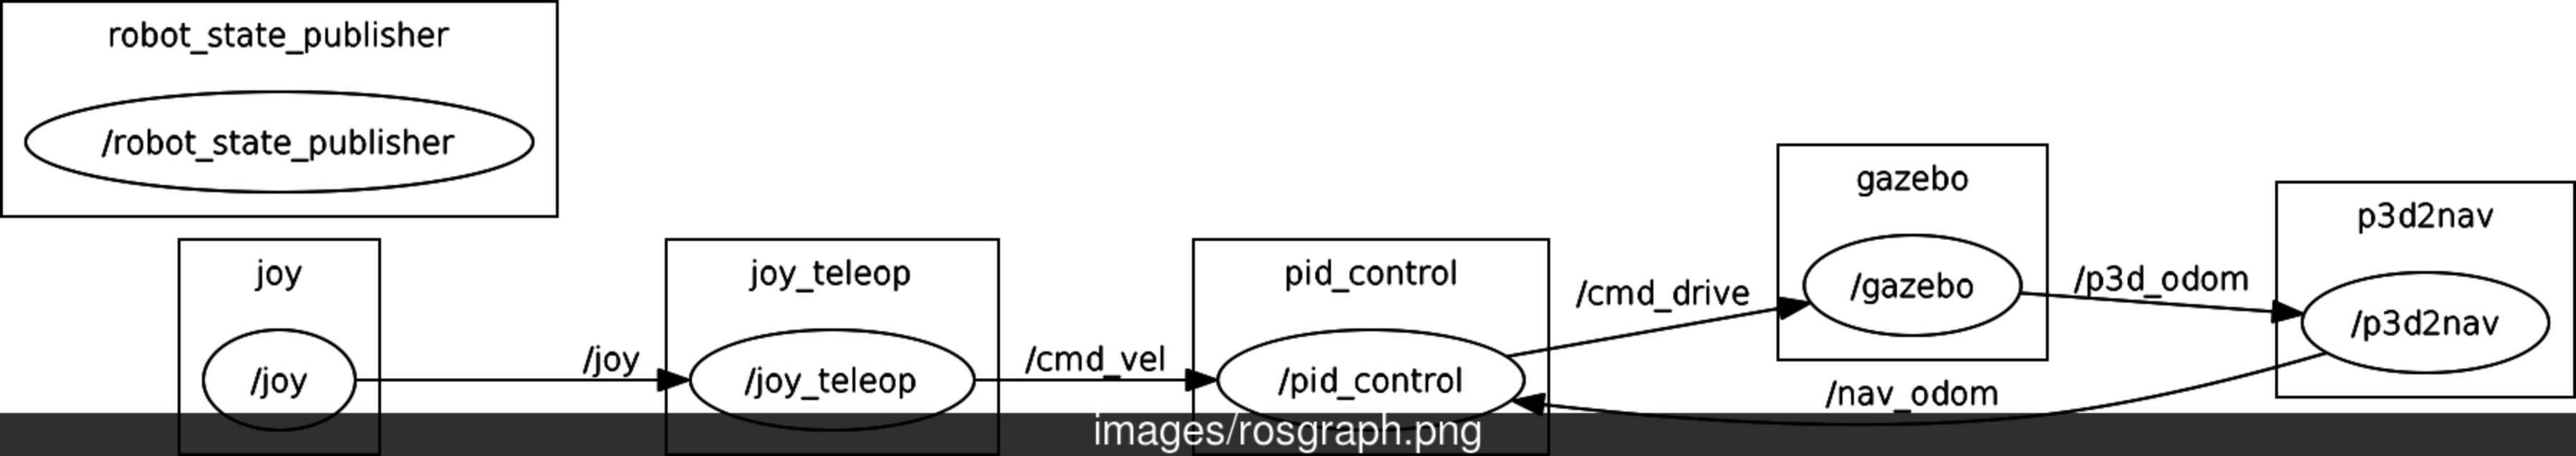 robot_state_publisher
/robot_state_publisher
joy
/joy
/joy
joy_teleop
/joy_teleop
/cmd_vel
pid_control
/pid_control
/cmd_drive
gazebo
/gazebo
/p3d_odom
p3d2nav
/p3d2nav
/nav_odom
images/rosgraph.png